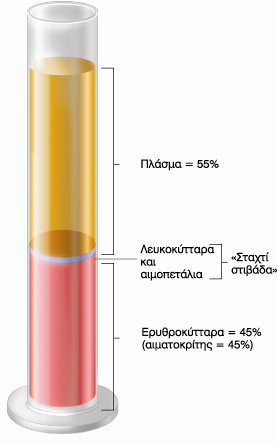 Πλάσμα = 55%
Λευκοκύτταρα
και
αιμοπετάλια
«Σταχτί
στιβάδα»
Ερυθροκύτταρα = 45%
(αιματοκρίτης = 45%)